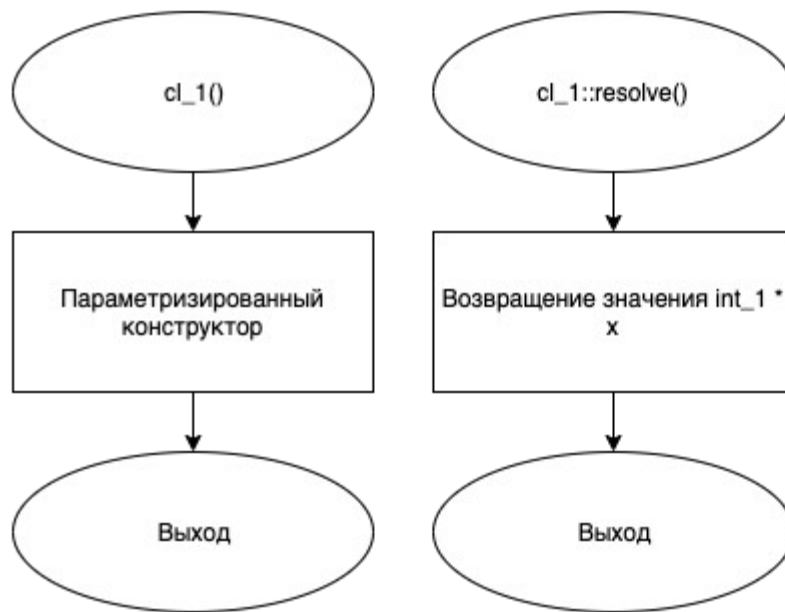 cl_1()
Параметризированный
конструктор
Выход
cl_1::resolve()
Возвращение значения int_1 *
x
Выход